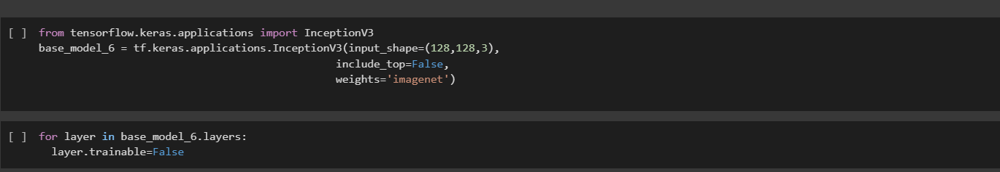 [ ] from tensorflow.keras.applications import InceptionV3
base_model_6 = tf.keras.applications.InceptionV3(input_shape=(128,128,3),
include_top=False,
weights='imagenet')
[ ] for layer in base_model_6.layers:
layer.trainable=False